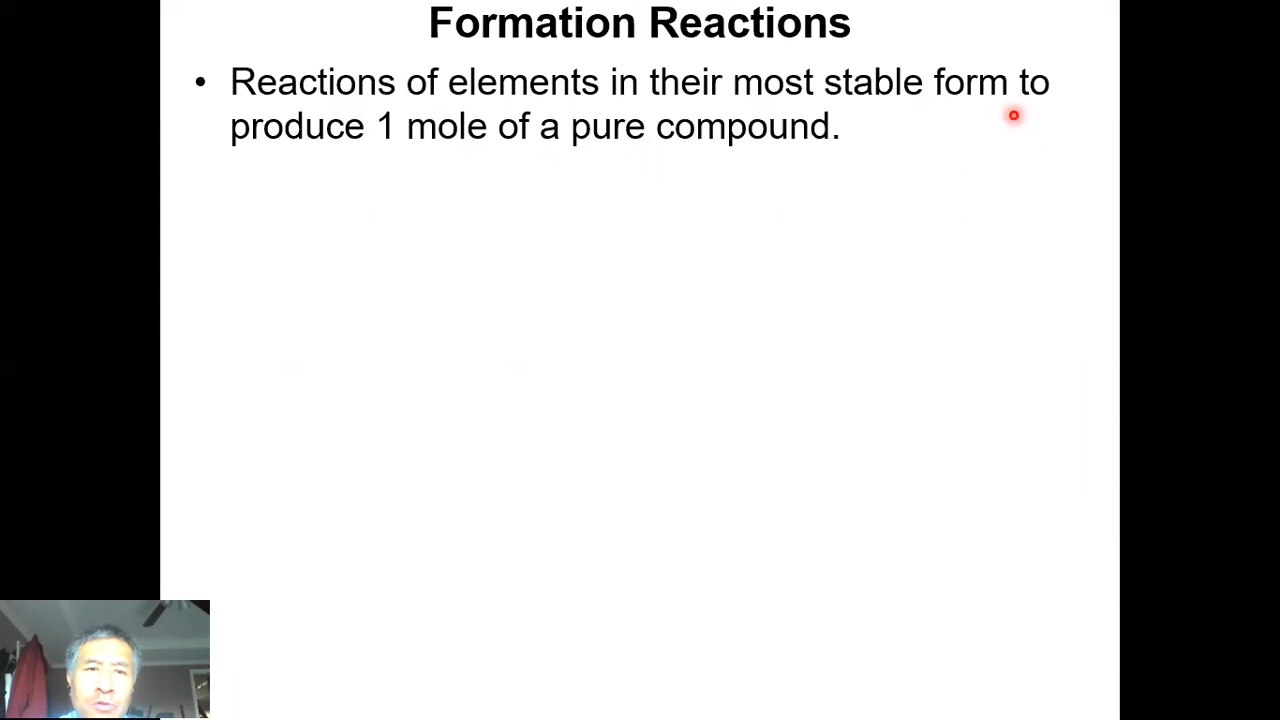 Formation Reactions
• Reactions of elements in their most stable form to
produce 1 mole of a pure compound.